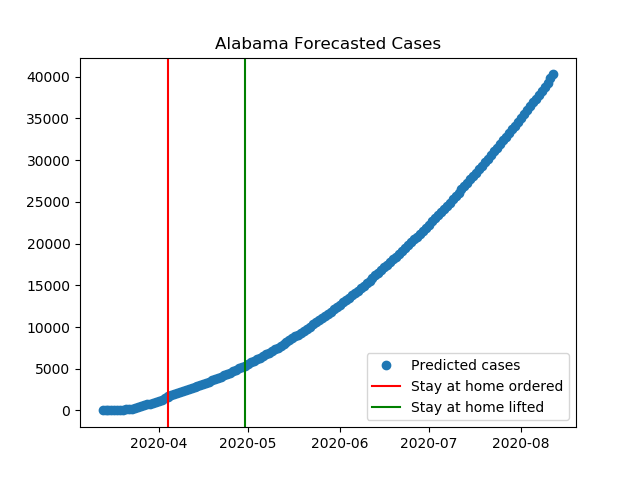 Alabama Forecasted Cases
40000
35000
30000
25000
20000
15000
10000
5000
0
Predicted cases
Stay at home ordered
Stay at home lifted
2020-04 2020-05 2020-06 2020-07 2020-08